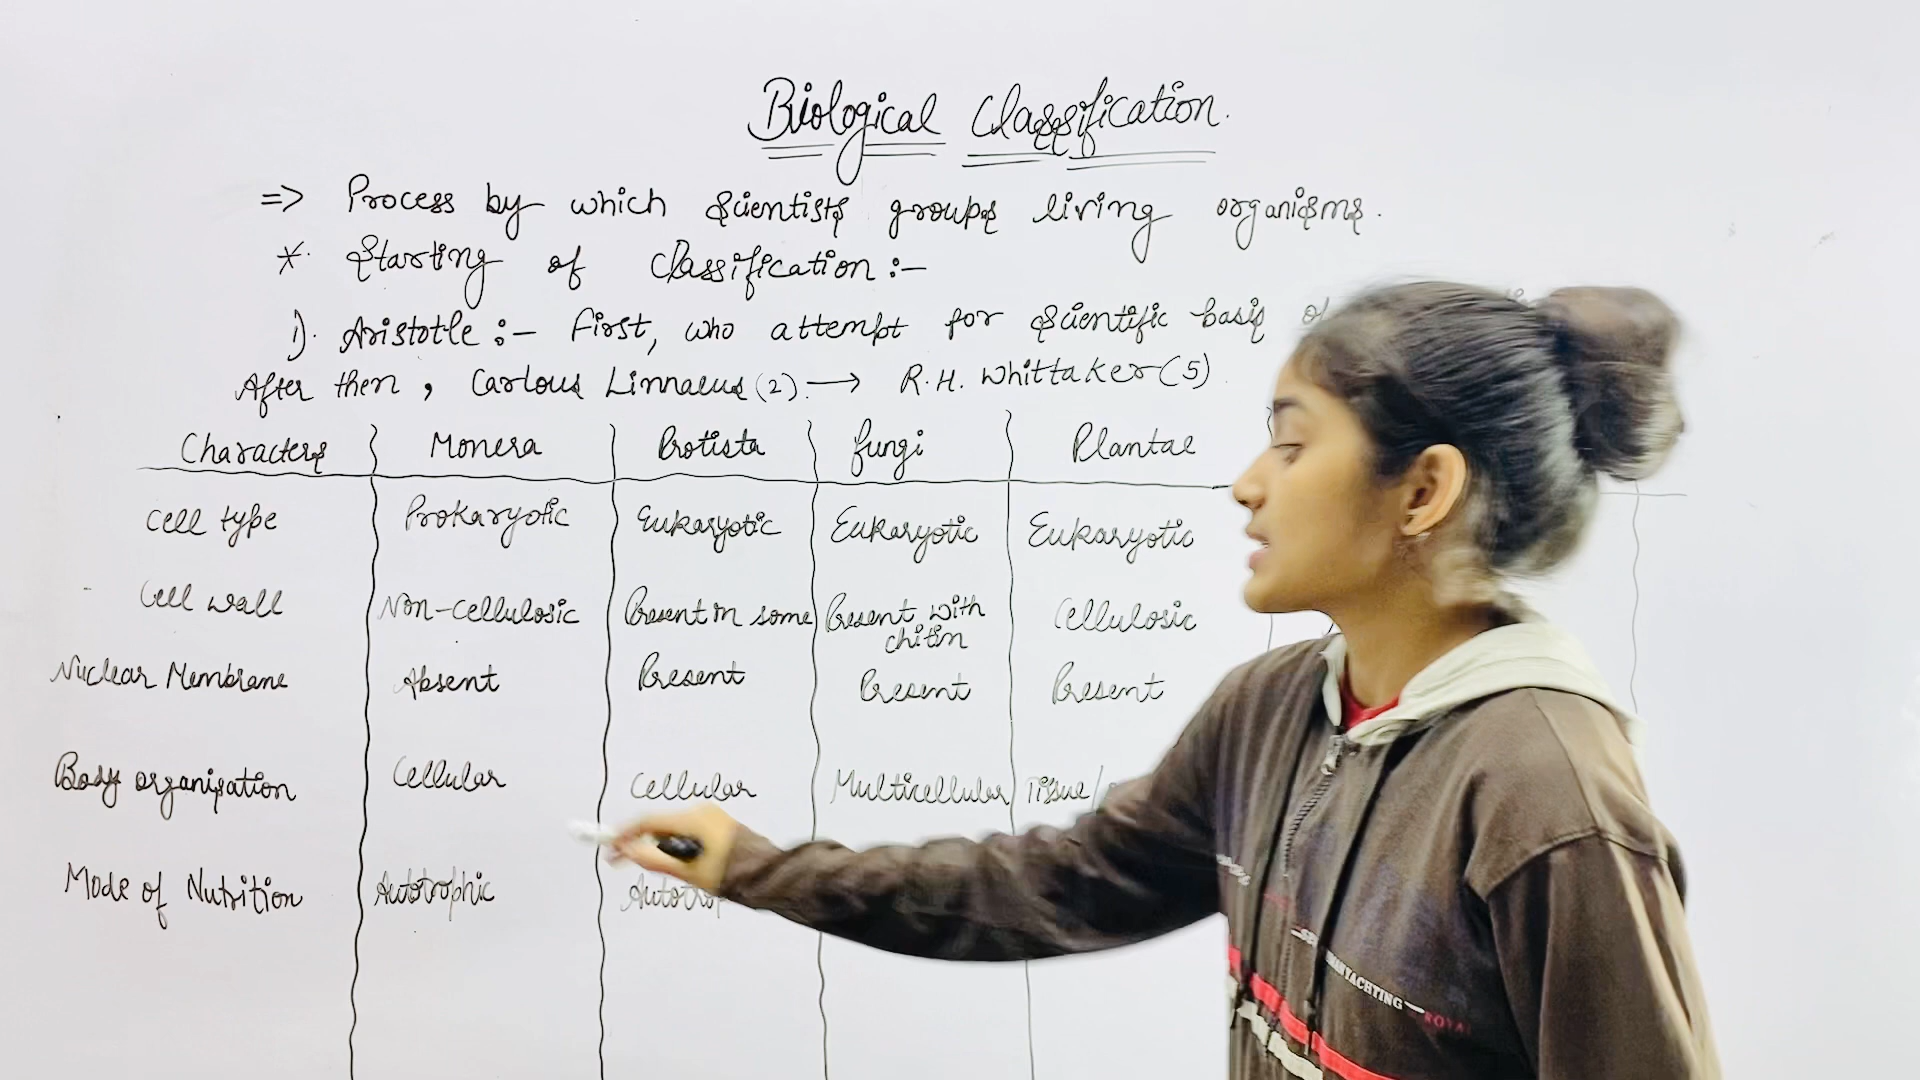 Biological Classification.
=> Process by which scientists groups living organisms.
* Starting of Classification :-
1). Aristotle :- First, who attempt for scientific basis of
After then, Carlous Linnaeus (2). → R.H. Whittaker (5)
Characters Monera Protista fungi Plantae
Cell type Prokaryotic Eukaryotic Eukaryotic Eukaryotic
Cell wall Non-cellulosic Present in some Present with chitin Cellulosic
Nuclear Membrane Absent Present Present Present
Body organisation Cellular Cellular Multicellular Tissue/
Mode of Nutrition Autotrophic
YACHTING
ROYAL